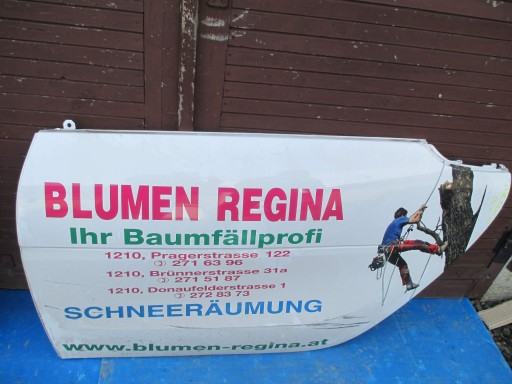 BLUMEN REGINA
Ihr Baumfällprofi
1210, Pragerstrasse 122
✆ 271 63 96
1210, Brünnerstrasse 31a
✆ 271 51 87
1210, Donaufelderstrasse 1
✆ 272 83 73
SCHNEERÄUMUNG
www.blumen-regina.at